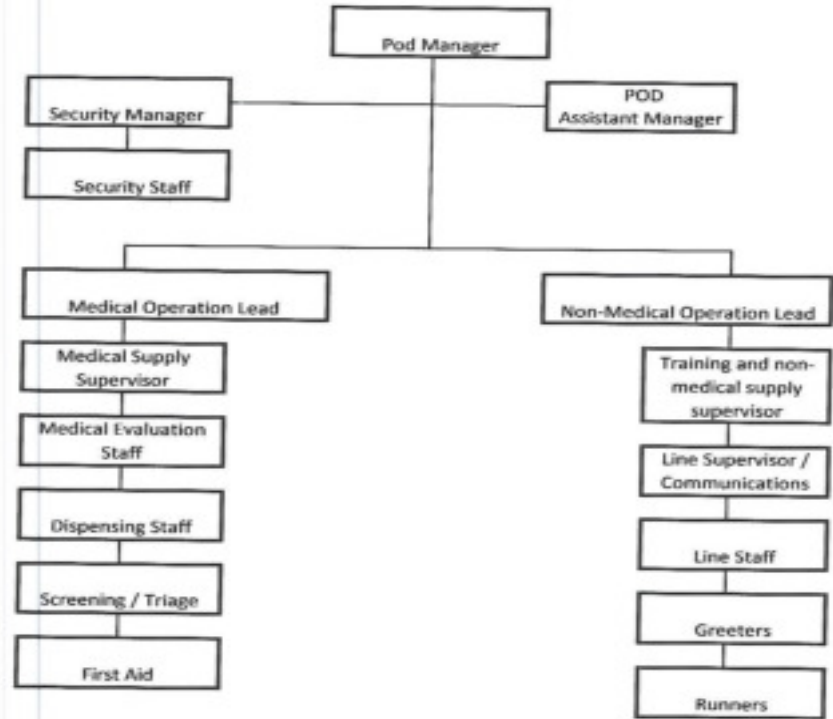 Pod Manager
Security Manager
POD
Assistant Manager
Security Staff
Medical Operation Lead
Non-Medical Operation Lead
Medical Supply
Supervisor
Medical Evaluation
Staff
Dispensing Staff
Screening / Triage
First Aid
Training and non-
medical supply
supervisor
Line Supervisor /
Communications
Line Staff
Greeters
Runners